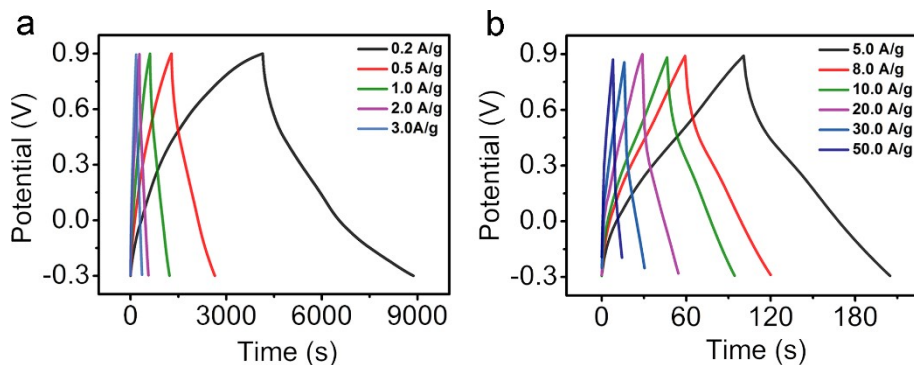 a
0.9
0.6
0.3
0.0
-0.3
Potential (V)
0.2 A/g
0.5 A/g
1.0 A/g
2.0 A/g
3.0A/g
0 3000 6000 9000
Time (s)
b
0.9
0.6
0.3
0.0
-0.3
Potential (V)
5.0 A/g
8.0 A/g
10.0 A/g
20.0 A/g
30.0 A/g
50.0 A/g
0 60 120 180
Time (s)